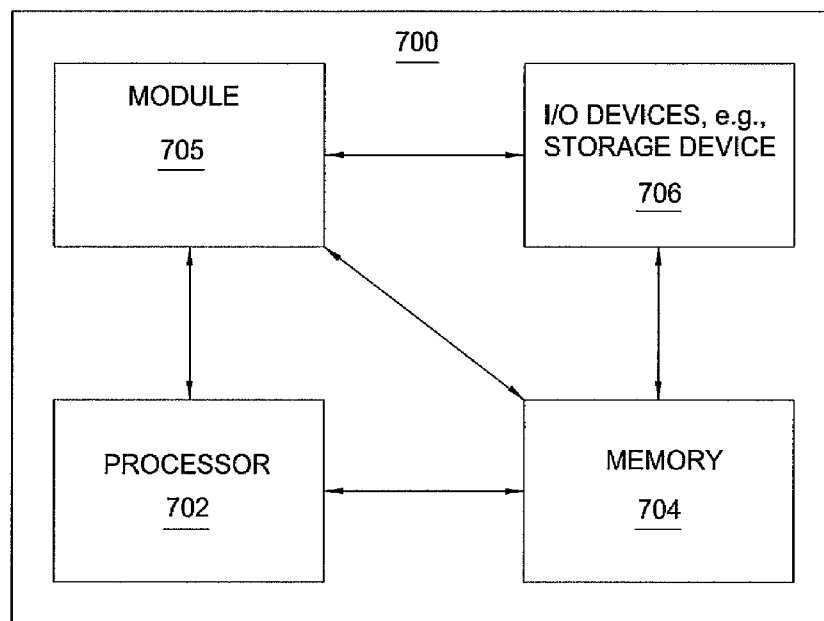 700
MODULE
705
I/O DEVICES, e.g.,
STORAGE DEVICE
706
PROCESSOR
702
MEMORY
704